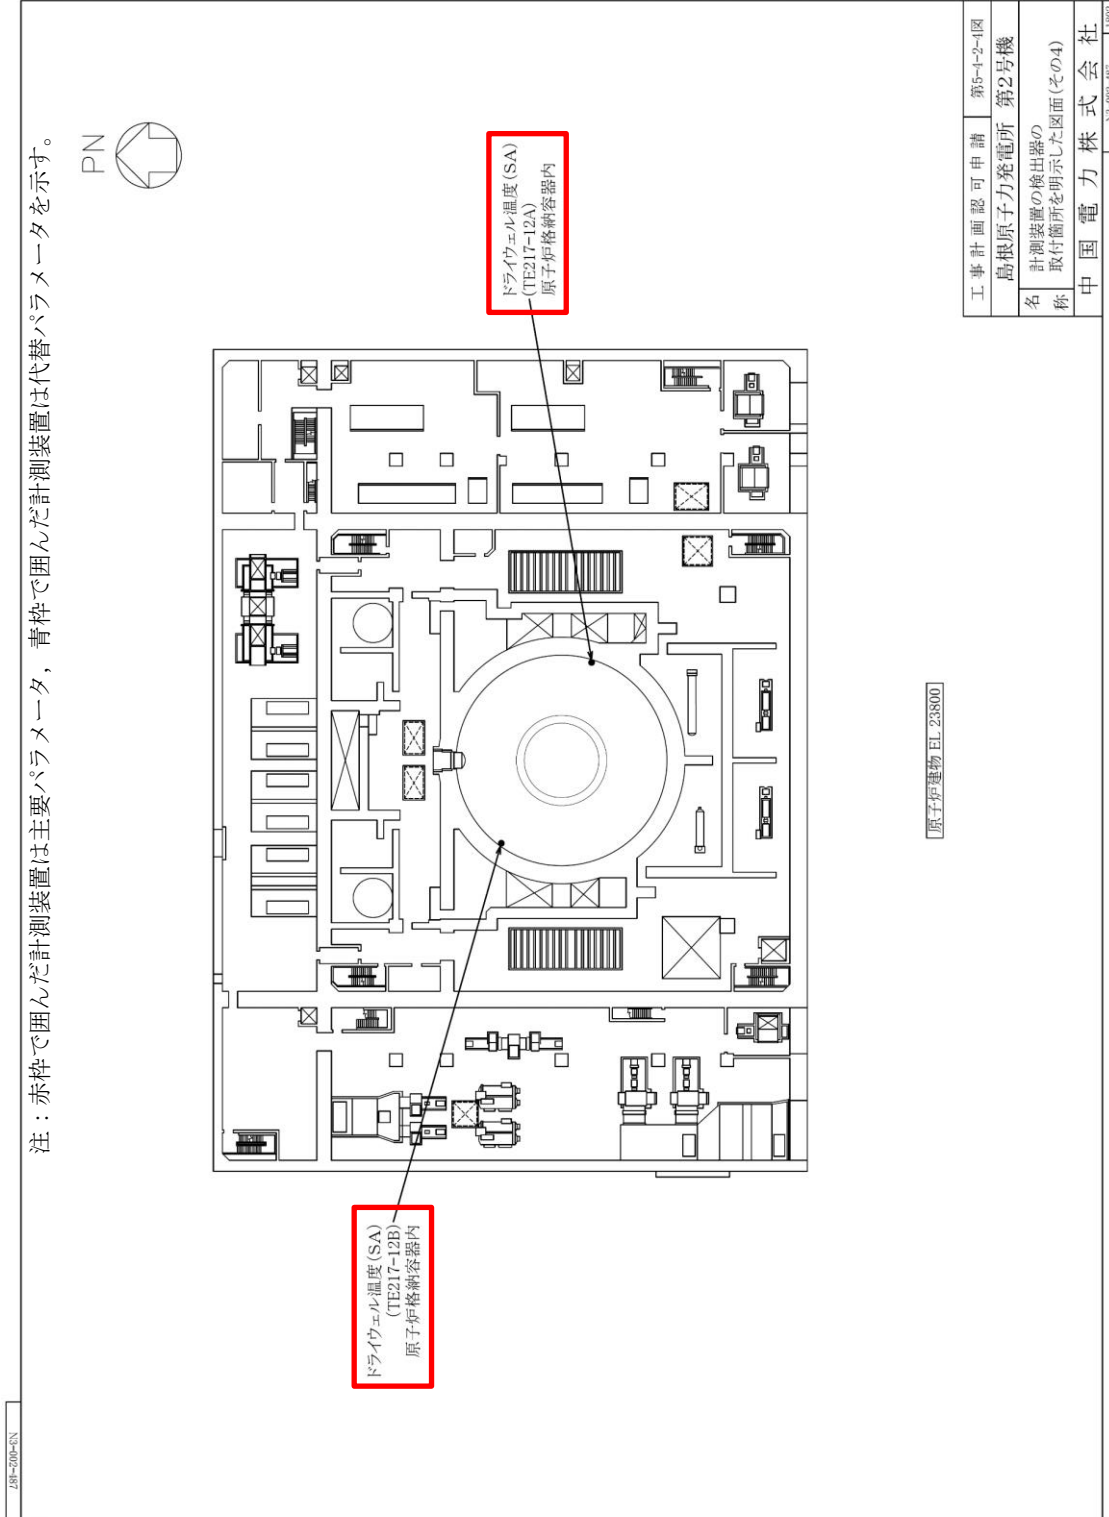 注：赤枠で囲んだ計測装置は主要パラメータ，青枠で囲んだ計測装置は代替パラメータを示す。
PN
ドライウェル温度(SA)
(TE217-12B)
原子炉格納容器内
ドライウェル温度(SA)
(TE217-12A)
原子炉格納容器内
原子炉建物 EL 23800
工事計画認可申請 第5-4-2-4図
島根原子力発電所 第2号機
名称
計測装置の検出器の
取付箇所を明示した図面(その4)
中国電力株式会社
N3-002-487